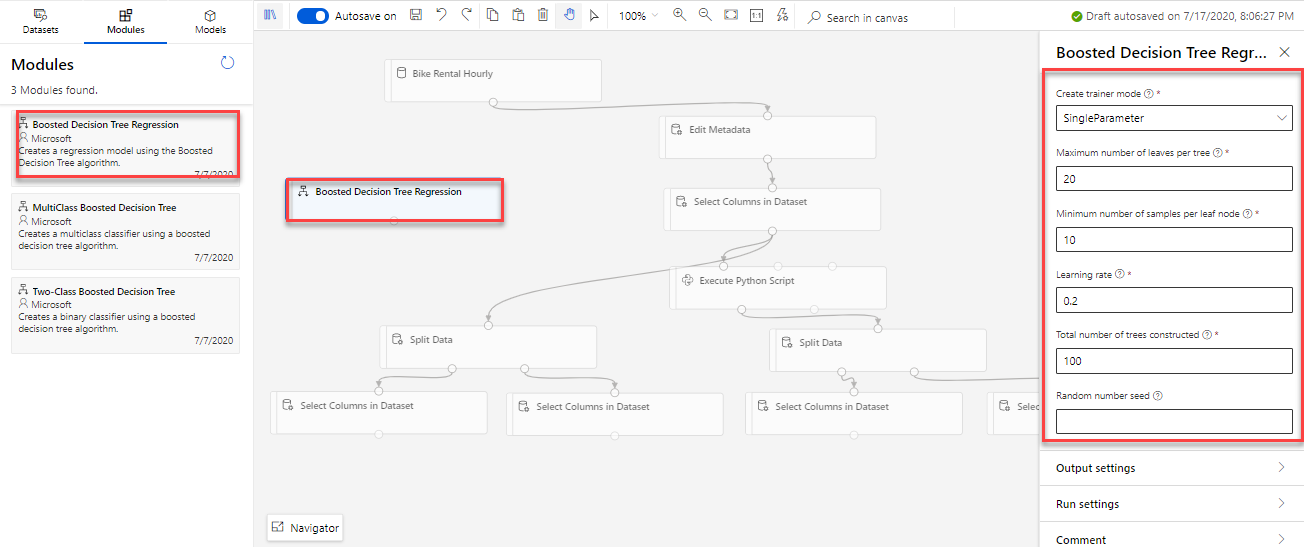 Datasets
Modules
Models
Autosave on
100%
1:1
Search in canvas
Draft autosaved on 7/17/2020, 8:06:27 PM
Modules
3 Modules found.
Boosted Decision Tree Regression
Microsoft
Creates a regression model using the Boosted
Decision Tree algorithm.
7/7/2020
MultiClass Boosted Decision Tree
Microsoft
Creates a multiclass classifier using a boosted
decision tree algorithm.
7/7/2020
Two-Class Boosted Decision Tree
Microsoft
Creates a binary classifier using a boosted
decision tree algorithm.
7/7/2020
Bike Rental Hourly
Edit Metadata
Boosted Decision Tree Regression
Select Columns in Dataset
Execute Python Script
Split Data
Split Data
Select Columns in Dataset
Select Columns in Dataset
Select Columns in Dataset
Selec
Navigator
Boosted Decision Tree Regr...
Create trainer mode ? *
SingleParameter
Maximum number of leaves per tree ? *
20
Minimum number of samples per leaf node ? *
10
Learning rate ? *
0.2
Total number of trees constructed ? *
100
Random number seed ?
Output settings
Run settings
Comment